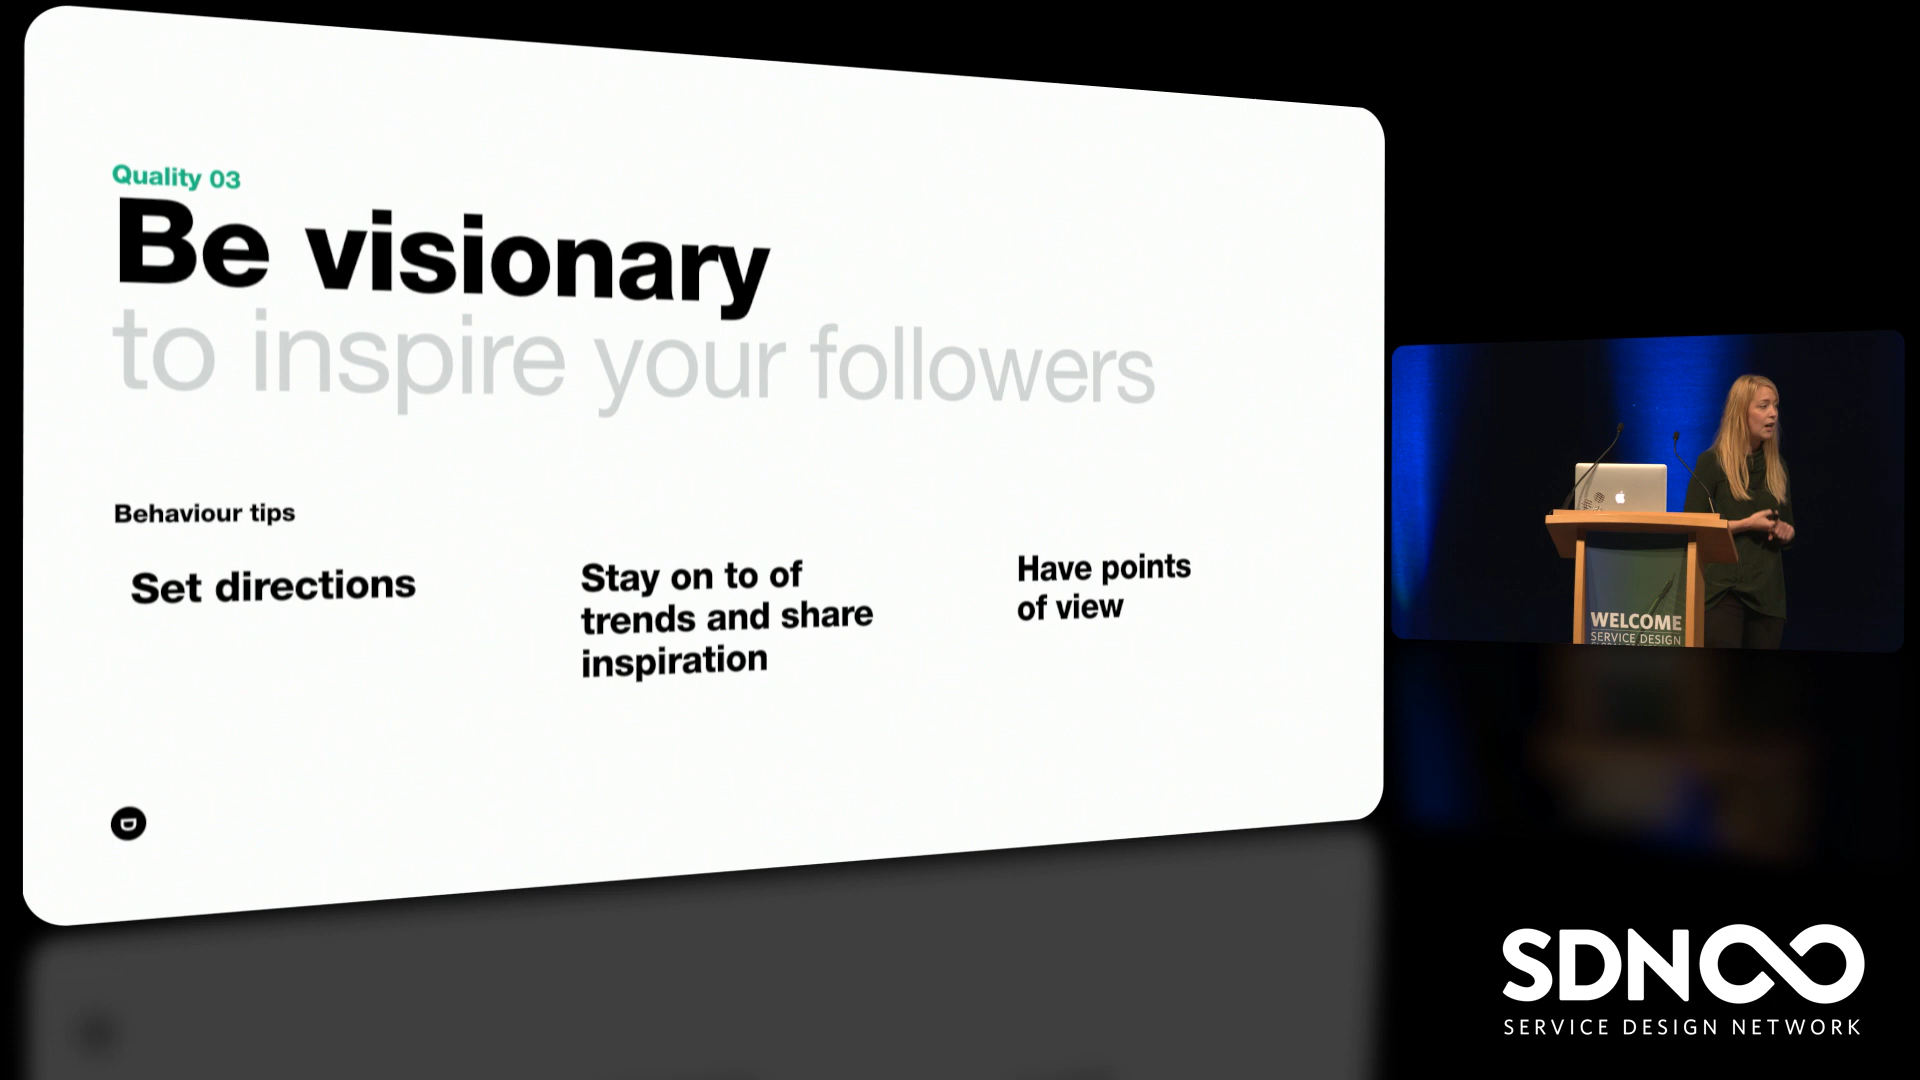 Quality 03
Be visionary
to inspire your followers
Behaviour tips
Set directions
Stay on to of
trends and share
inspiration
Have points
of view
D
WELCOME
SERVICE DESIGN
SDN
SERVICE DESIGN NETWORK